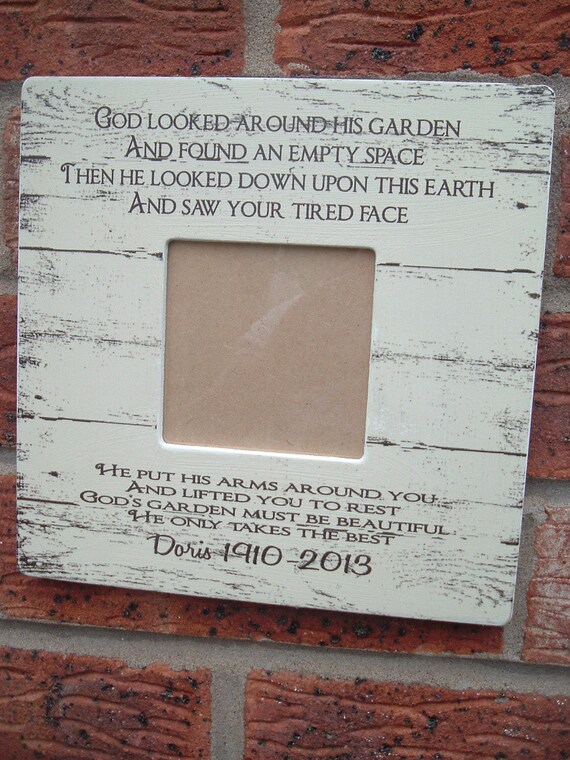 God looked around his garden
And found an empty space
Then he looked down upon this earth
And saw your tired face
He put his arms around you
And lifted you to rest
God's garden must be beautiful
He only takes the best
Doris 1910-2013